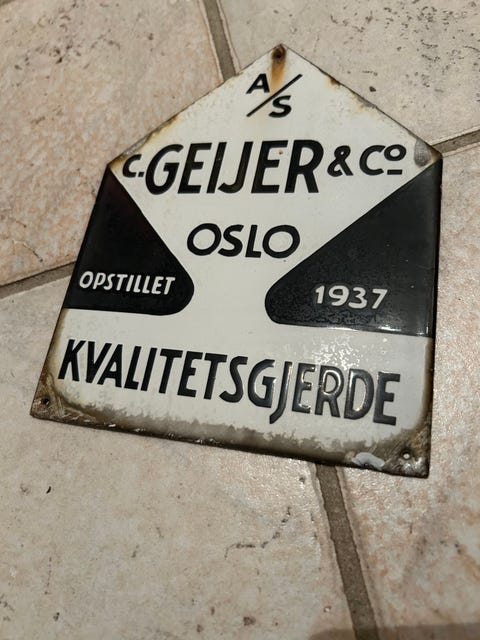 A/S
C. GEIJER & Cº
OSLO
OPSTILLET 1937
KVALITETSGJERDE